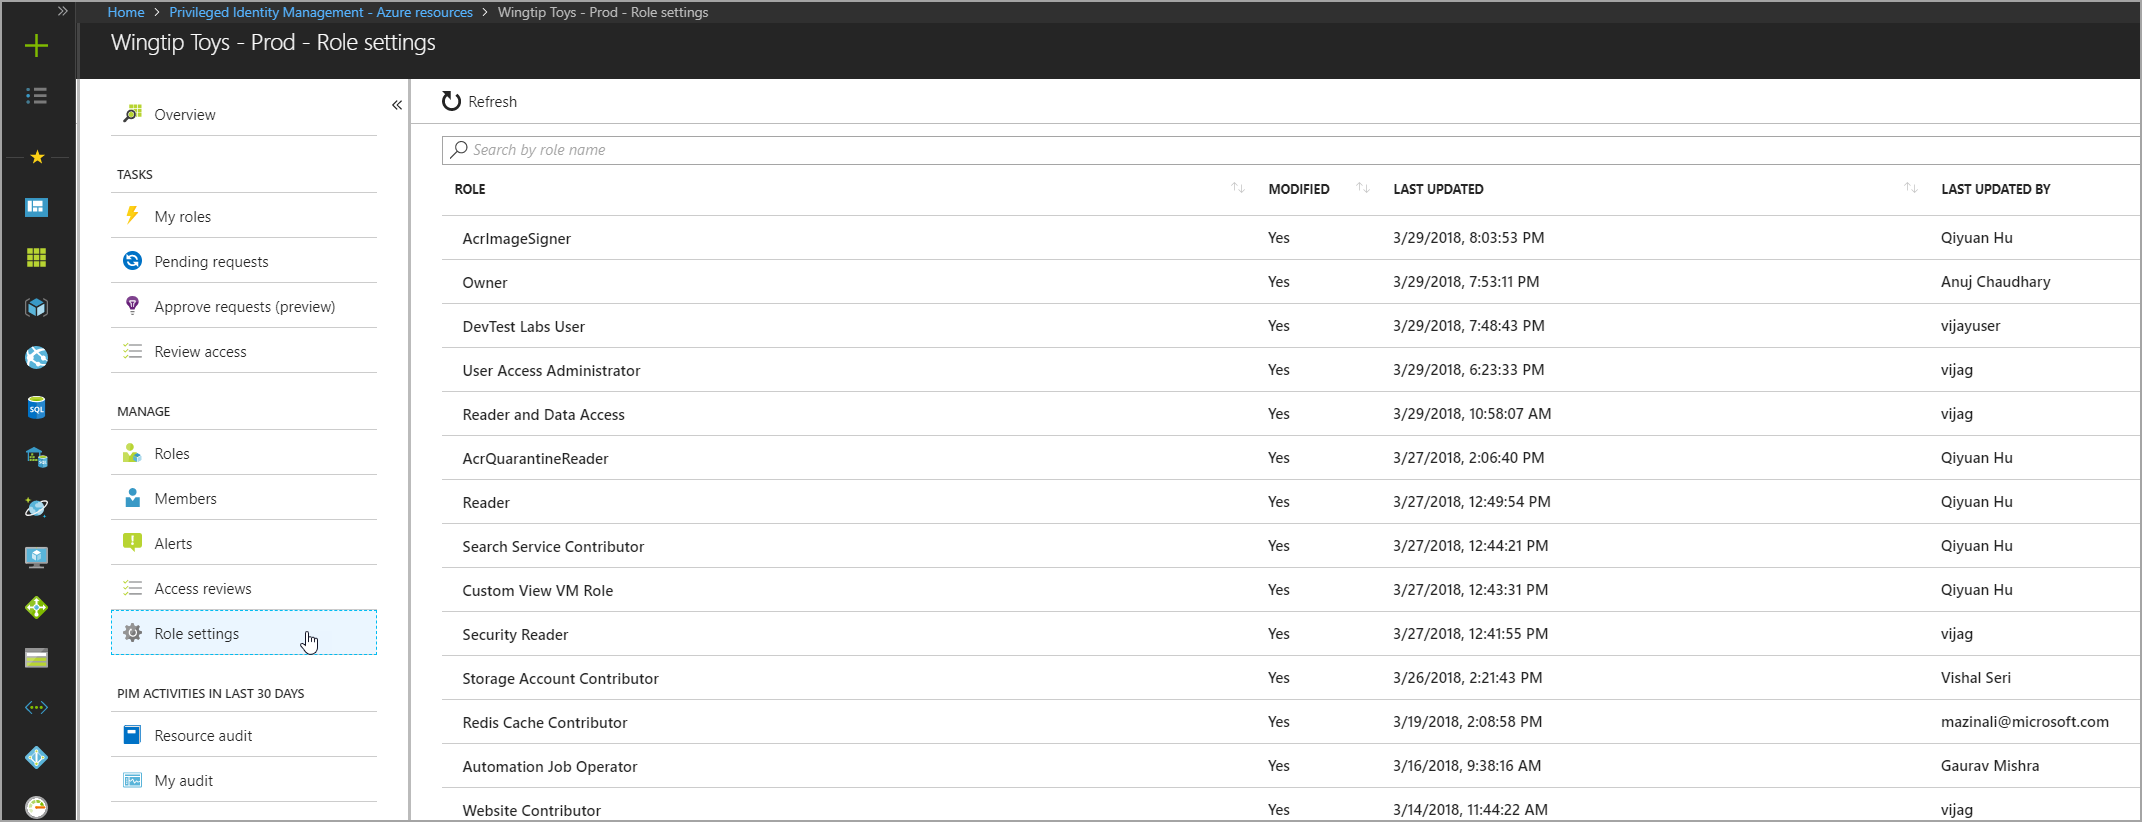 Home > Privileged Identity Management - Azure resources > Wingtip Toys - Prod - Role settings
Wingtip Toys - Prod - Role settings
Overview
TASKS
My roles
Pending requests
Approve requests (preview)
Review access
MANAGE
Roles
Members
Alerts
Access reviews
Role settings
PIM ACTIVITIES IN LAST 30 DAYS
Resource audit
My audit
SQL
Refresh
Search by role name
ROLE MODIFIED LAST UPDATED LAST UPDATED BY
AcrImageSigner Yes 3/29/2018, 8:03:53 PM Qiyuan Hu
Owner Yes 3/29/2018, 7:53:11 PM Anuj Chaudhary
DevTest Labs User Yes 3/29/2018, 7:48:43 PM vijayuser
User Access Administrator Yes 3/29/2018, 6:23:33 PM vijag
Reader and Data Access Yes 3/29/2018, 10:58:07 AM vijag
AcrQuarantineReader Yes 3/27/2018, 2:06:40 PM Qiyuan Hu
Reader Yes 3/27/2018, 12:49:54 PM Qiyuan Hu
Search Service Contributor Yes 3/27/2018, 12:44:21 PM Qiyuan Hu
Custom View VM Role Yes 3/27/2018, 12:43:31 PM Qiyuan Hu
Security Reader Yes 3/27/2018, 12:41:55 PM vijag
Storage Account Contributor Yes 3/26/2018, 2:21:43 PM Vishal Seri
Redis Cache Contributor Yes 3/19/2018, 2:08:58 PM mazinali@microsoft.com
Automation Job Operator Yes 3/16/2018, 9:38:16 AM Gaurav Mishra
Website Contributor Yes 3/14/2018, 11:44:22 AM vijag